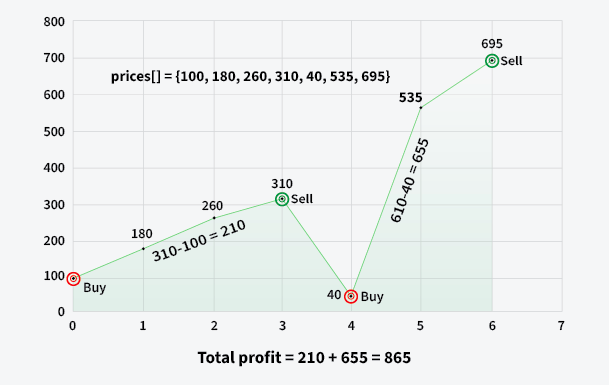 800
700
600
500
400
300
200
100
0
prices[] = {100, 180, 260, 310, 40, 535, 695}
695
Sell
535
610-40 = 655
310
Sell
260
180
310-100 = 210
Buy
40
Buy
0 1 2 3 4 5 6 7
Total profit = 210 + 655 = 865